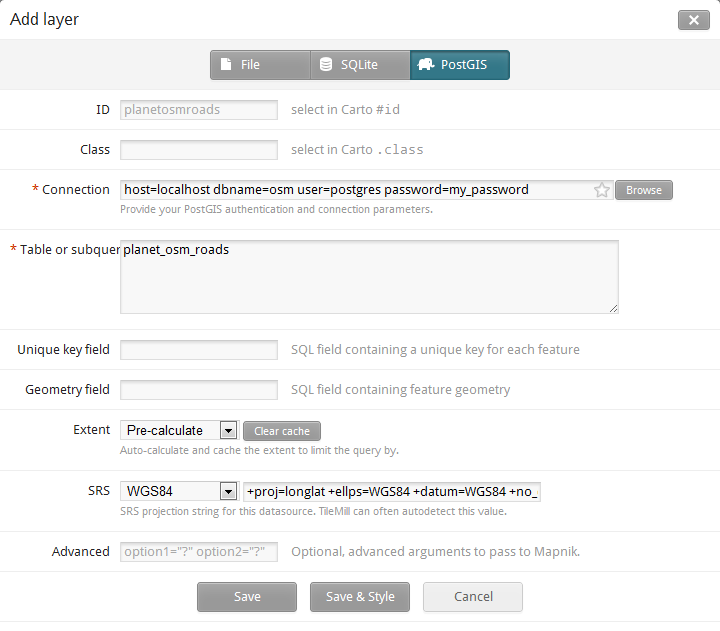 Add layer
File SQLite PostGIS
ID planetosmroads select in Carto #id
Class select in Carto .class
* Connection host=localhost dbname=osm user=postgres password=my_password Browse
Provide your PostGIS authentication and connection parameters.
* Table or subquer planet_osm_roads
Unique key field SQL field containing a unique key for each feature
Geometry field SQL field containing feature geometry
Extent Pre-calculate Clear cache
Auto-calculate and cache the extent to limit the query by.
SRS WGS84 +proj=longlat +ellps=WGS84 +datum=WGS84 +no_
SRS projection string for this datasource. TileMill can often autodetect this value.
Advanced option1="?" option2="?" Optional, advanced arguments to pass to Mapnik.
Save Save & Style Cancel